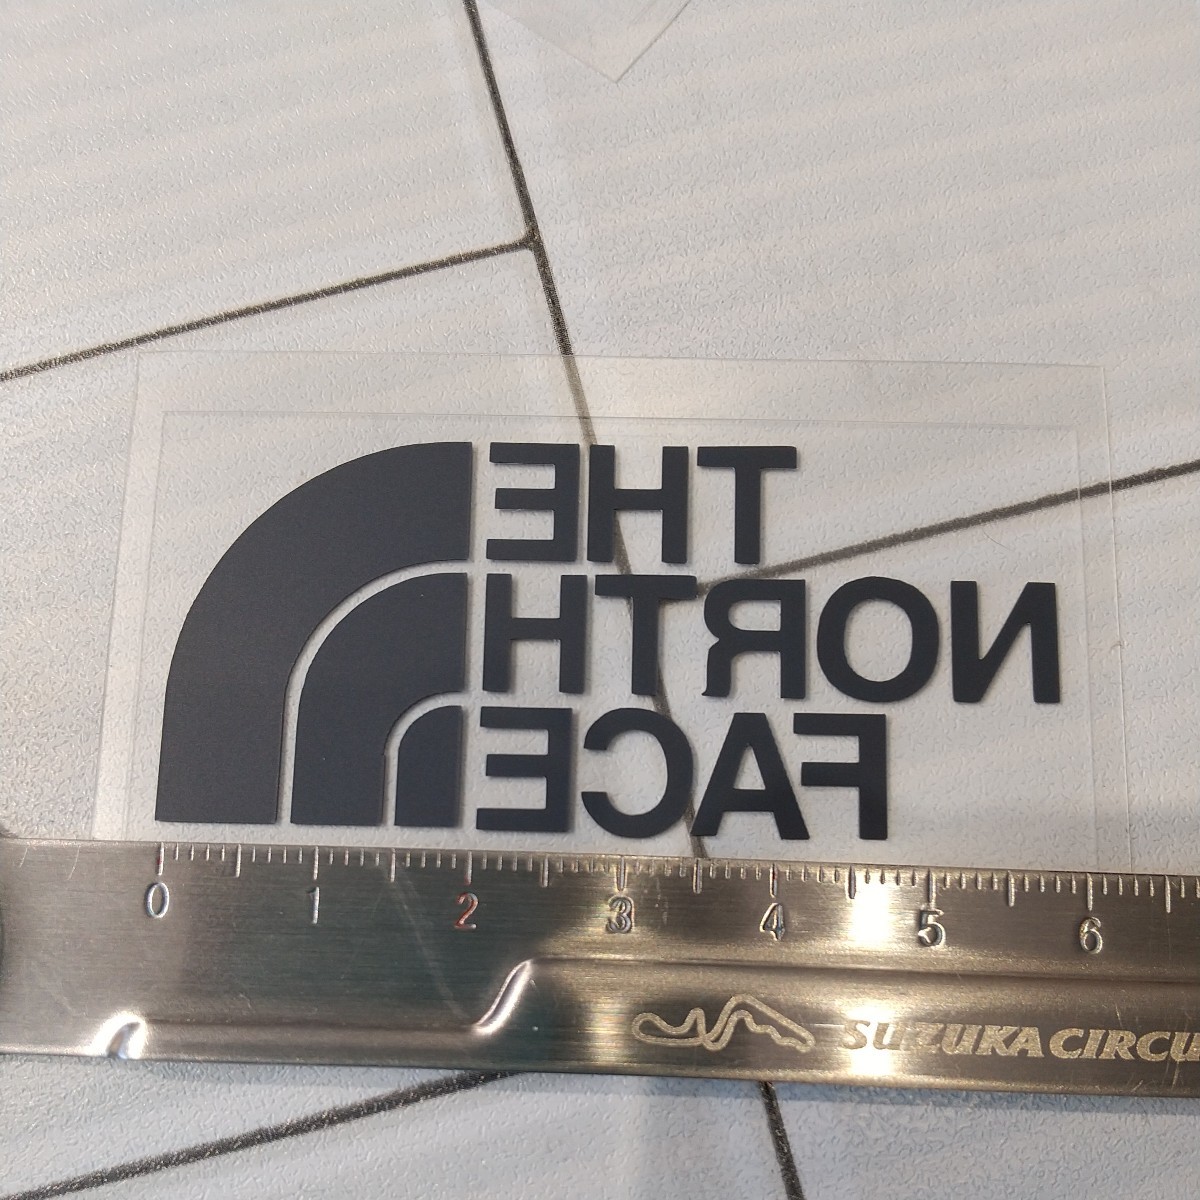 THE
NORTH
FACE
0 1 2 3 4 5 6
SUZUKA CIRCU